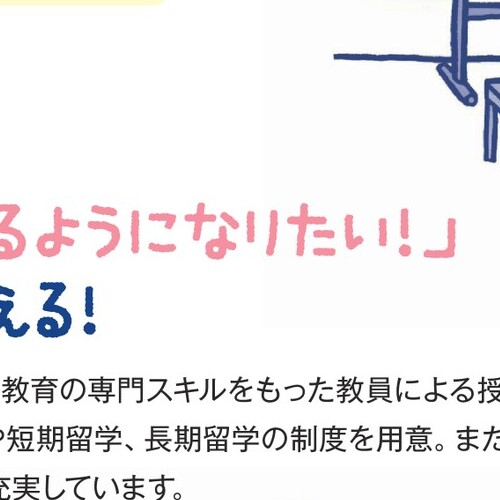 るようになりたい!」
える!
教育の専門スキルをもった教員による授
や短期留学、長期留学の制度を用意。また
充実しています。